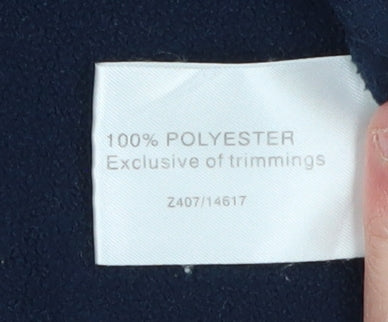 100% POLYESTER
Exclusive of trimmings
Z407/14617